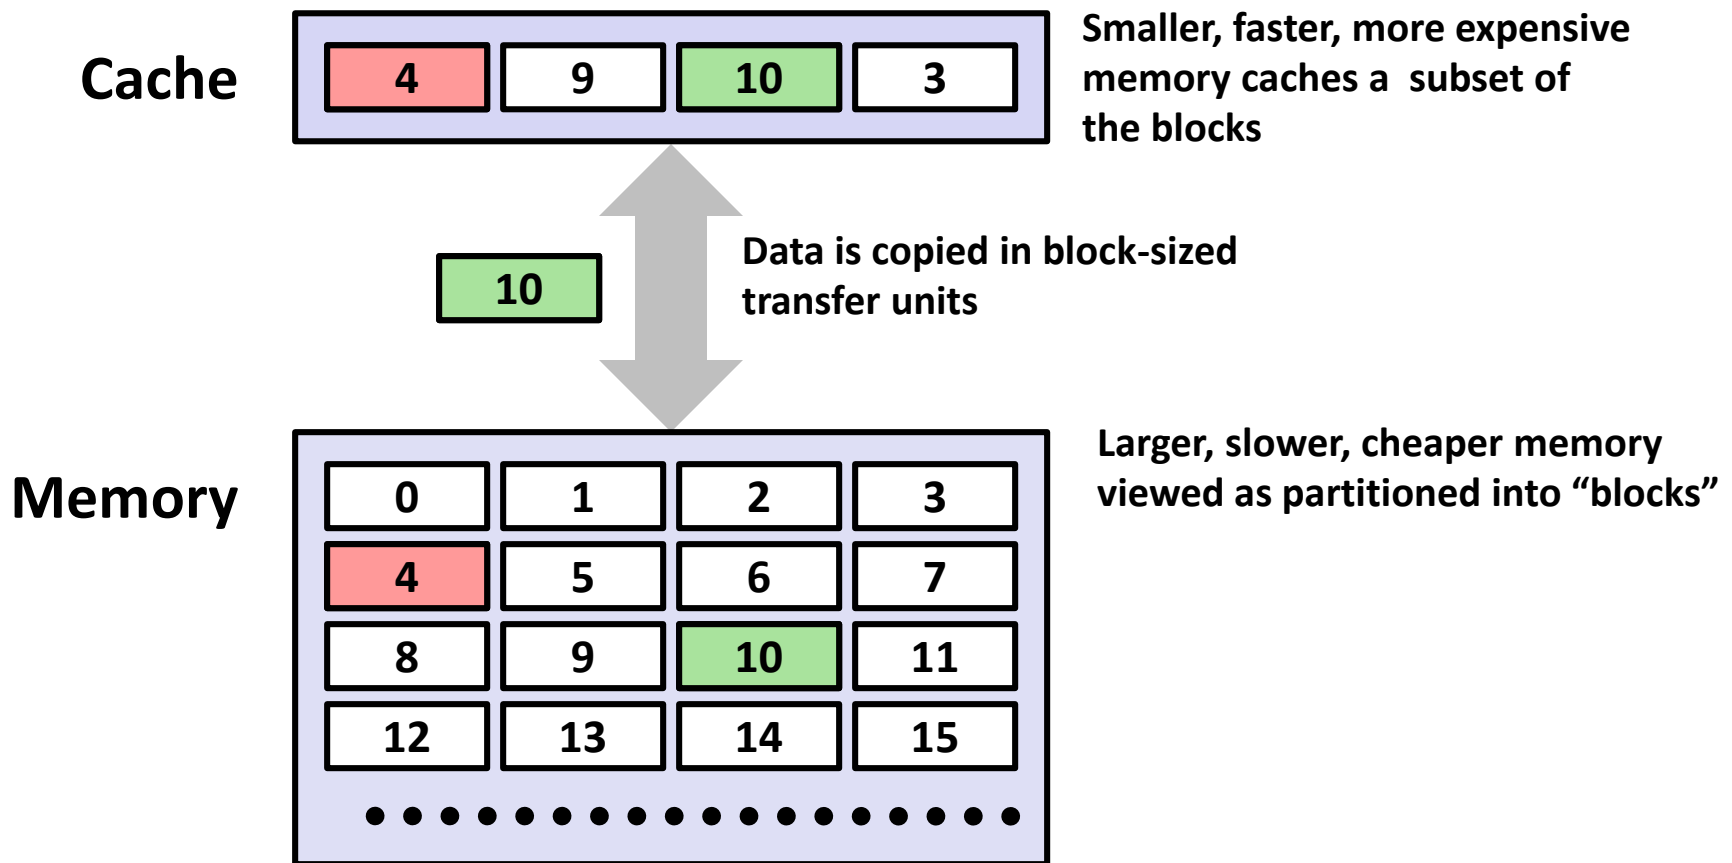 Cache
4 9 10 3
Smaller, faster, more expensive
memory caches a  subset of
the blocks
10
Data is copied in block-sized
transfer units
Memory
0 1 2 3
4 5 6 7
8 9 10 11
12 13 14 15
Larger, slower, cheaper memory
viewed as partitioned into “blocks”